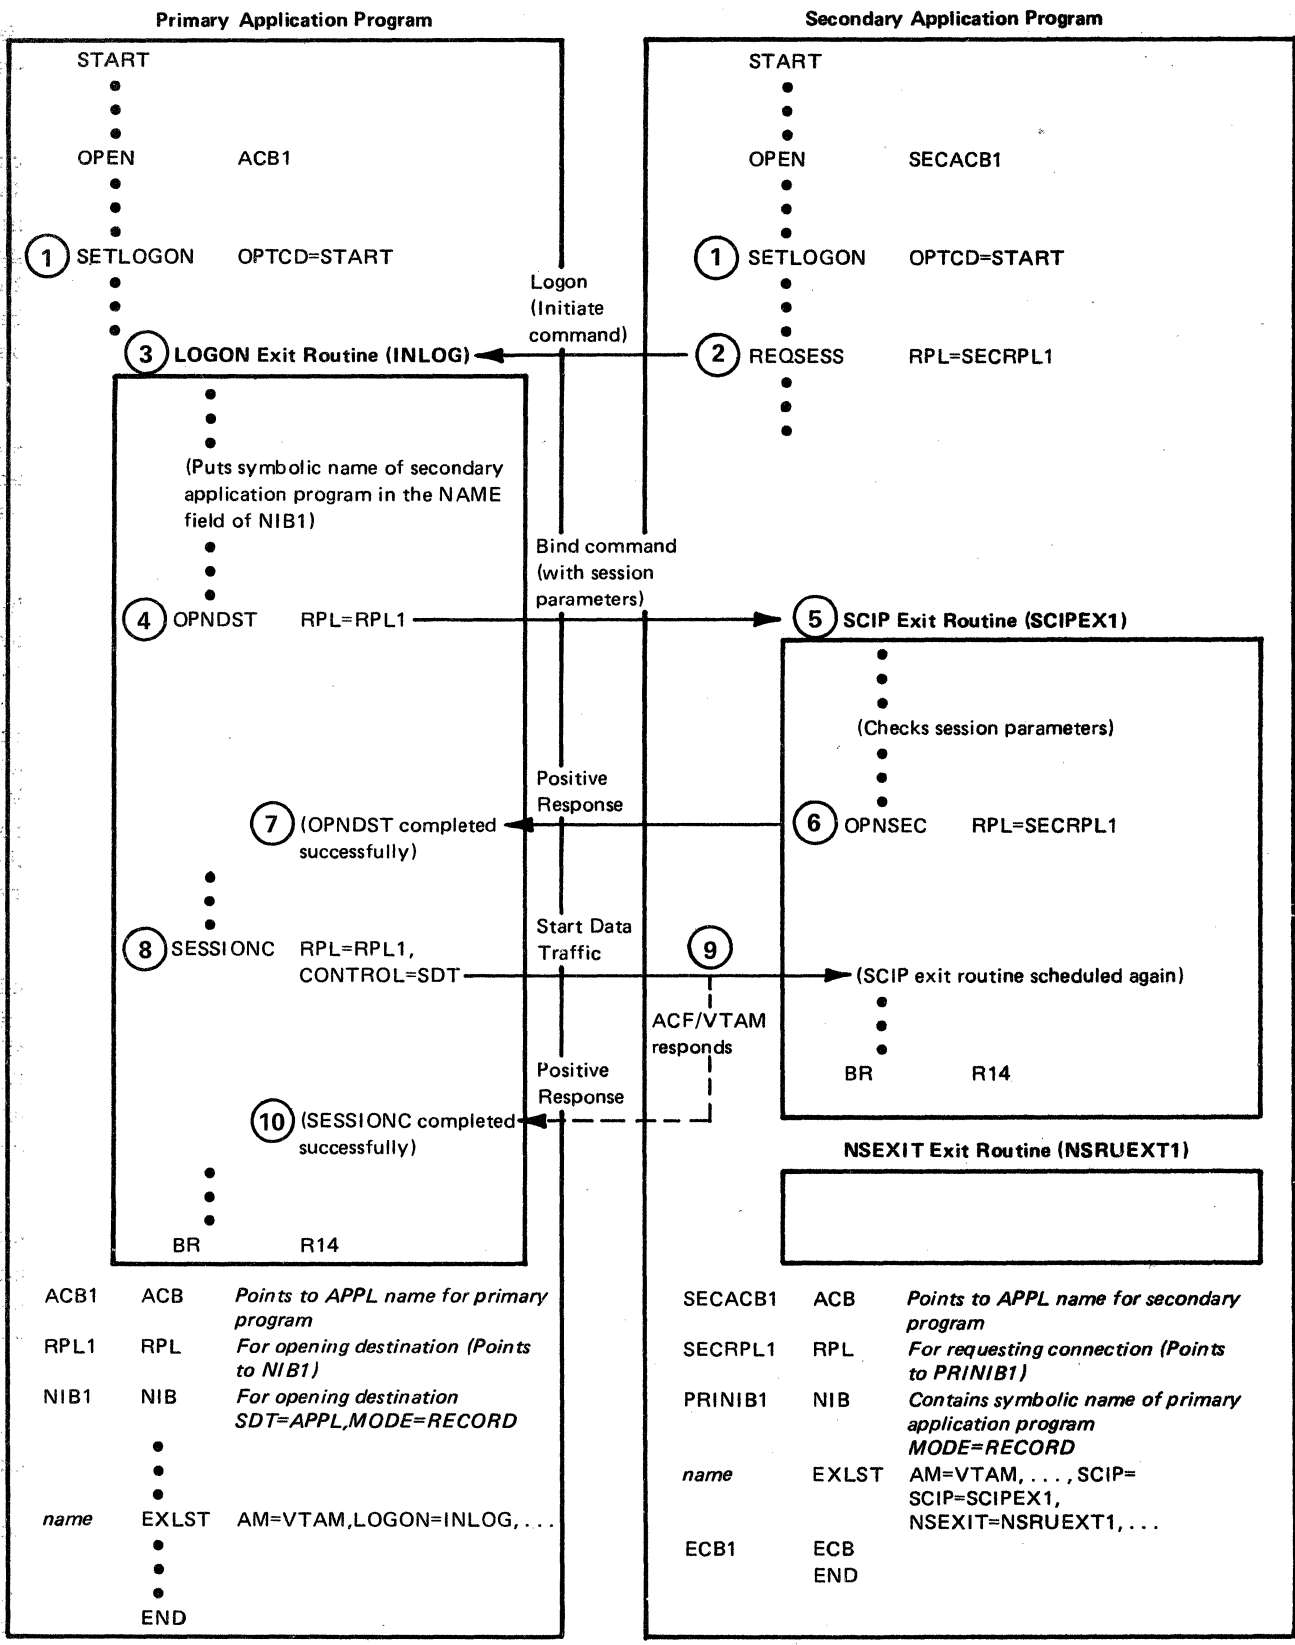 Primary Application Program
START
OPEN ACB1
1 SETLOGON OPTCD=START
3 LOGON Exit Routine (INLOG)
(Puts symbolic name of secondary
application program in the NAME
field of NIB1)
4 OPNDST RPL=RPL1
7 (OPNDST completed
successfully)
8 SESSIONC RPL=RPL1,
CONTROL=SDT
10 (SESSIONC completed
successfully)
BR R14
ACB1 ACB Points to APPL name for primary
program
RPL1 RPL For opening destination (Points
to NIB1)
NIB1 NIB For opening destination
SDT=APPL,MODE=RECORD
name EXLST AM=VTAM,LOGON=INLOG, . . .
END
Logon
(Initiate
command)
Bind command
(with session
parameters)
Positive
Response
Start Data
Traffic
Positive
Response
Secondary Application Program
START
OPEN SECACB1
1 SETLOGON OPTCD=START
2 REQSESS RPL=SECRPL1
5 SCIP Exit Routine (SCIPEX1)
(Checks session parameters)
6 OPNSEC RPL=SECRPL1
9
(SCIP exit routine scheduled again)
ACF/VTAM
responds
BR R14
NSEXIT Exit Routine (NSRUEXT1)
SECACB1 ACB Points to APPL name for secondary
program
SECRPL1 RPL For requesting connection (Points
to PRINIB1)
PRINIB1 NIB Contains symbolic name of primary
application program
MODE=RECORD
name EXLST AM=VTAM, . . . , SCIP=
SCIP=SCIPEX1,
NSEXIT=NSRUEXT1, . . .
ECB1 ECB
END